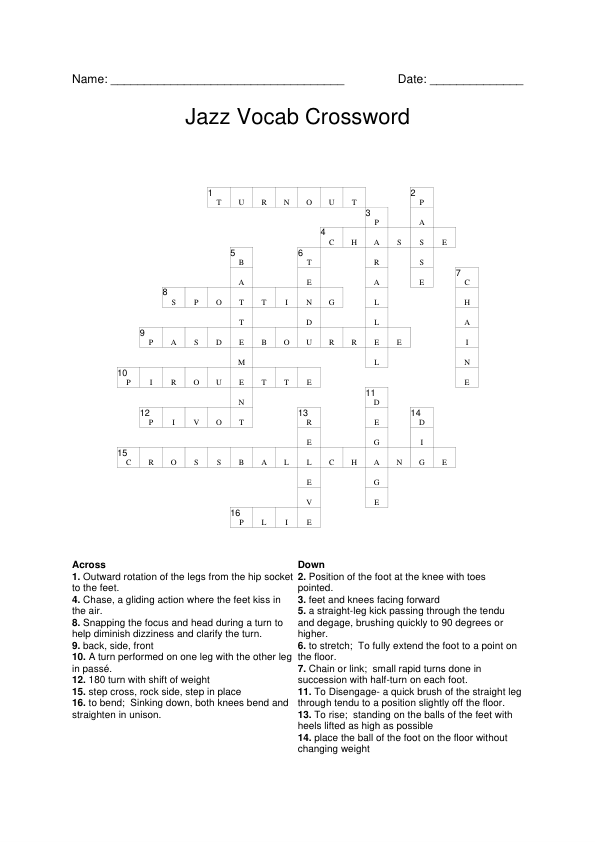 Name: ___________________________________ Date: ______________
Jazz Vocab Crossword
1 2
T U R N O U T P
3
P A
4
C H A S S E
5 6
B T R S
7
A E A E C
8
S P O T T I N G L H
T D L A
9
P A S D E B O U R R E E I
M R L N
10
P I R O U E T T E E
11
N D
12 13 14
P I V O T R E D
E G I
15
C R O S S B A L L C H A N G E
E G
V E
16
P L I E
Across
1. Outward rotation of the legs from the hip socket
to the feet.
4. Chase, a gliding action where the feet kiss in
the air.
8. Snapping the focus and head during a turn to
help diminish dizziness and clarify the turn.
9. back, side, front
10. A turn performed on one leg with the other leg
in passé.
12. 180 turn with shift of weight
15. step cross, rock side, step in place
16. to bend; Sinking down, both knees bend and
straighten in unison.
Down
2. Position of the foot at the knee with toes
pointed.
3. feet and knees facing forward
5. a straight-leg kick passing through the tendu
and degage, brushing quickly to 90 degrees or
higher.
6. to stretch; To fully extend the foot to a point on
the floor.
7. Chain or link; small rapid turns done in
succession with half-turn on each foot.
11. To Disengage- a quick brush of the straight leg
through tendu to a position slightly off the floor.
13. To rise; standing on the balls of the feet with
heels lifted as high as possible
14. place the ball of the foot on the floor without
changing weight